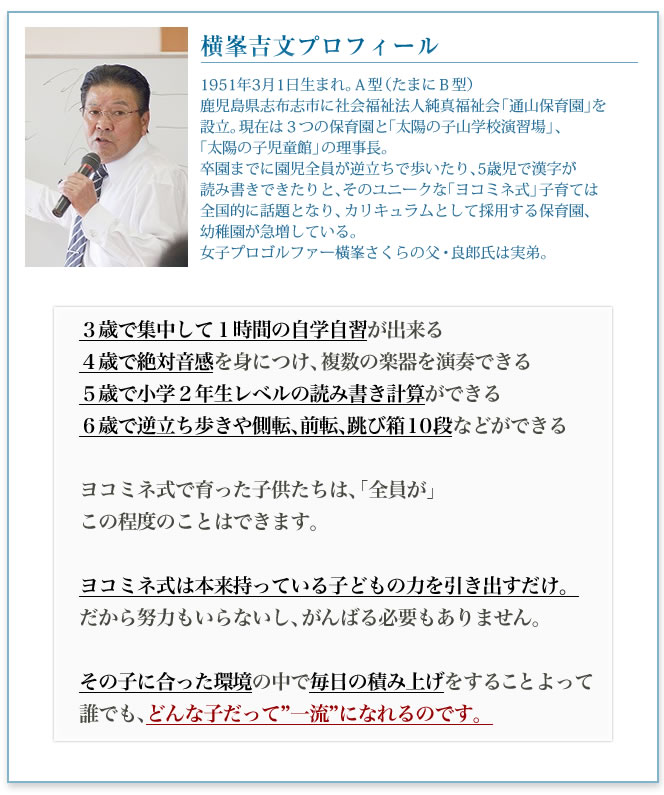 横峯吉文プロフィール
1951年3月1日生まれ。A型（たまにB型）
鹿児島県志布志市に社会福祉法人純真福祉会「通山保育園」を
設立。現在は３つの保育園と「太陽の子山学校演習場」、
「太陽の子児童館」の理事長。
卒園までに園児全員が逆立ちで歩いたり、5歳児で漢字が
読み書きできたりと、そのユニークな「ヨコミネ式」子育ては
全国的に話題となり、カリキュラムとして採用する保育園、
幼稚園が急増している。
女子プロゴルファー横峯さくらの父・良郎氏は実弟。
３歳で集中して１時間の自学自習が出来る
４歳で絶対音感を身につけ、複数の楽器を演奏できる
５歳で小学２年生レベルの読み書き計算ができる
６歳で逆立ち歩きや側転、前転、跳び箱10段などができる
ヨコミネ式で育った子供たちは、「全員が」
この程度のことはできます。
ヨコミネ式は本来持っている子どもの力を引き出すだけ。
だから努力もいらないし、がんばる必要もありません。
その子に合った環境の中で毎日の積み上げをすることよって
誰でも、どんな子だって”一流”になれるのです。